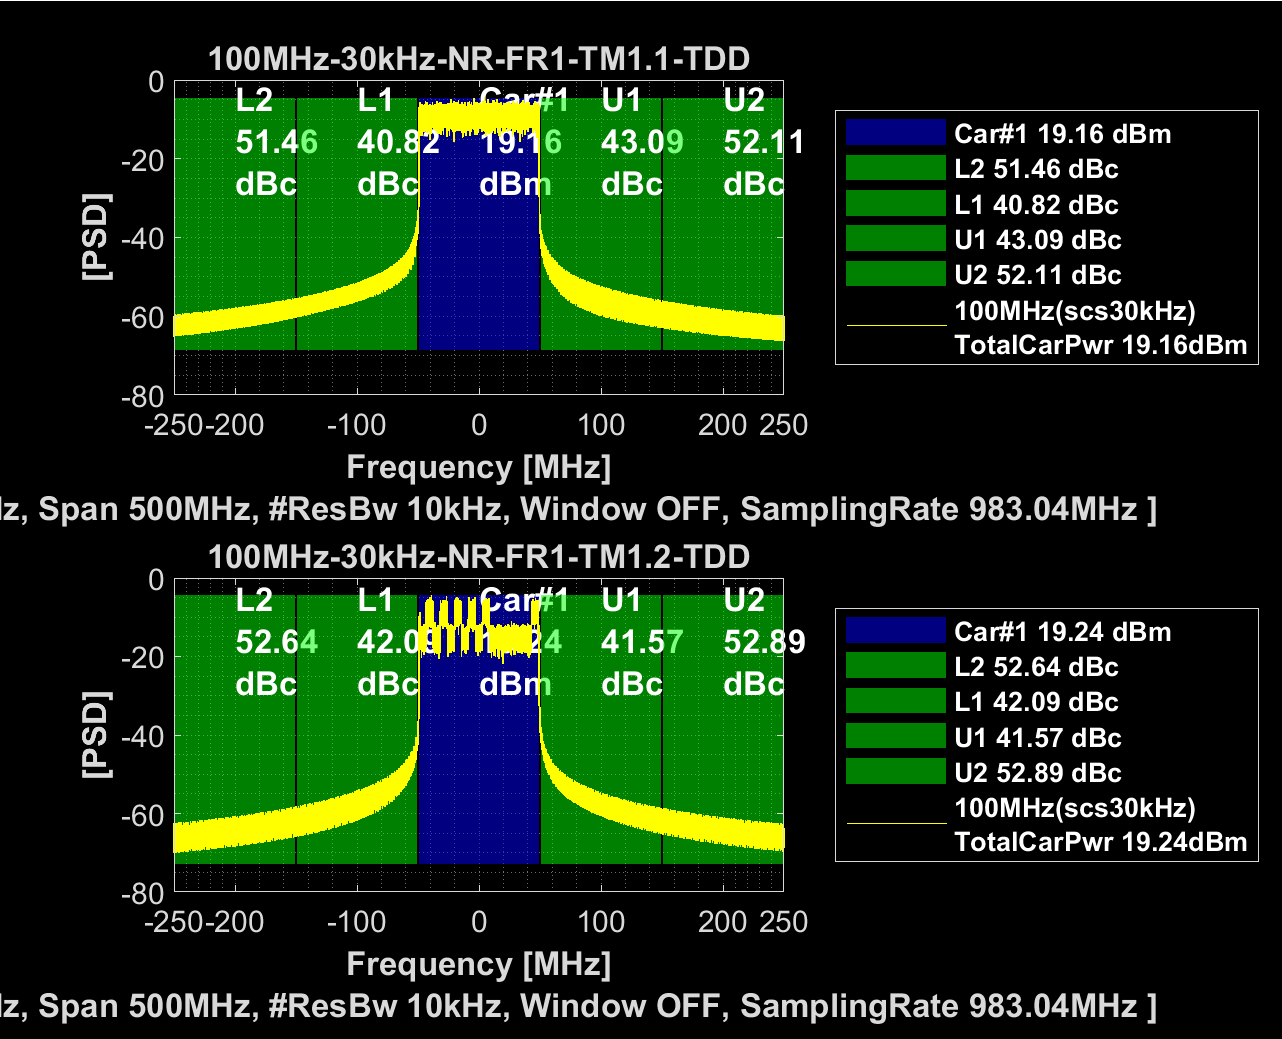 100MHz-30kHz-NR-FR1-TM1.1-TDD
0
-20
-40
-60
-80
[PSD]
L2
51.46
dBc
L1
40.82
dBc
Car#1
19.16
dBm
U1
43.09
dBc
U2
52.11
dBc
-250 -200 -100 0 100 200 250
Frequency [MHz]
Hz, Span 500MHz, #ResBw 10kHz, Window OFF, SamplingRate 983.04MHz ]
Car#1 19.16 dBm
L2 51.46 dBc
L1 40.82 dBc
U1 43.09 dBc
U2 52.11 dBc
100MHz(scs30kHz)
TotalCarPwr 19.16dBm
100MHz-30kHz-NR-FR1-TM1.2-TDD
0
-20
-40
-60
-80
[PSD]
L2
52.64
dBc
L1
42.09
dBc
Car#1
19.24
dBm
U1
41.57
dBc
U2
52.89
dBc
-250 -200 -100 0 100 200 250
Frequency [MHz]
Hz, Span 500MHz, #ResBw 10kHz, Window OFF, SamplingRate 983.04MHz ]
Car#1 19.24 dBm
L2 52.64 dBc
L1 42.09 dBc
U1 41.57 dBc
U2 52.89 dBc
100MHz(scs30kHz)
TotalCarPwr 19.24dBm